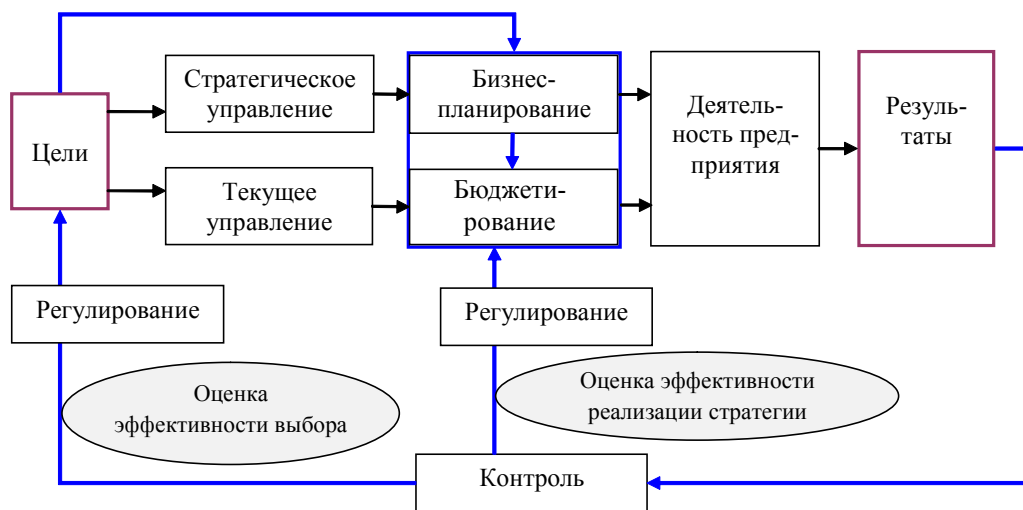 Цели
Стратегическое
управление
Текущее
управление
Бизнес-
планирование
Бюджети-
рование
Деятель-
ность пред-
приятия
Резуль-
таты
Регулирование
Регулирование
Оценка
эффективности выбора
Оценка эффективности
реализации стратегии
Контроль